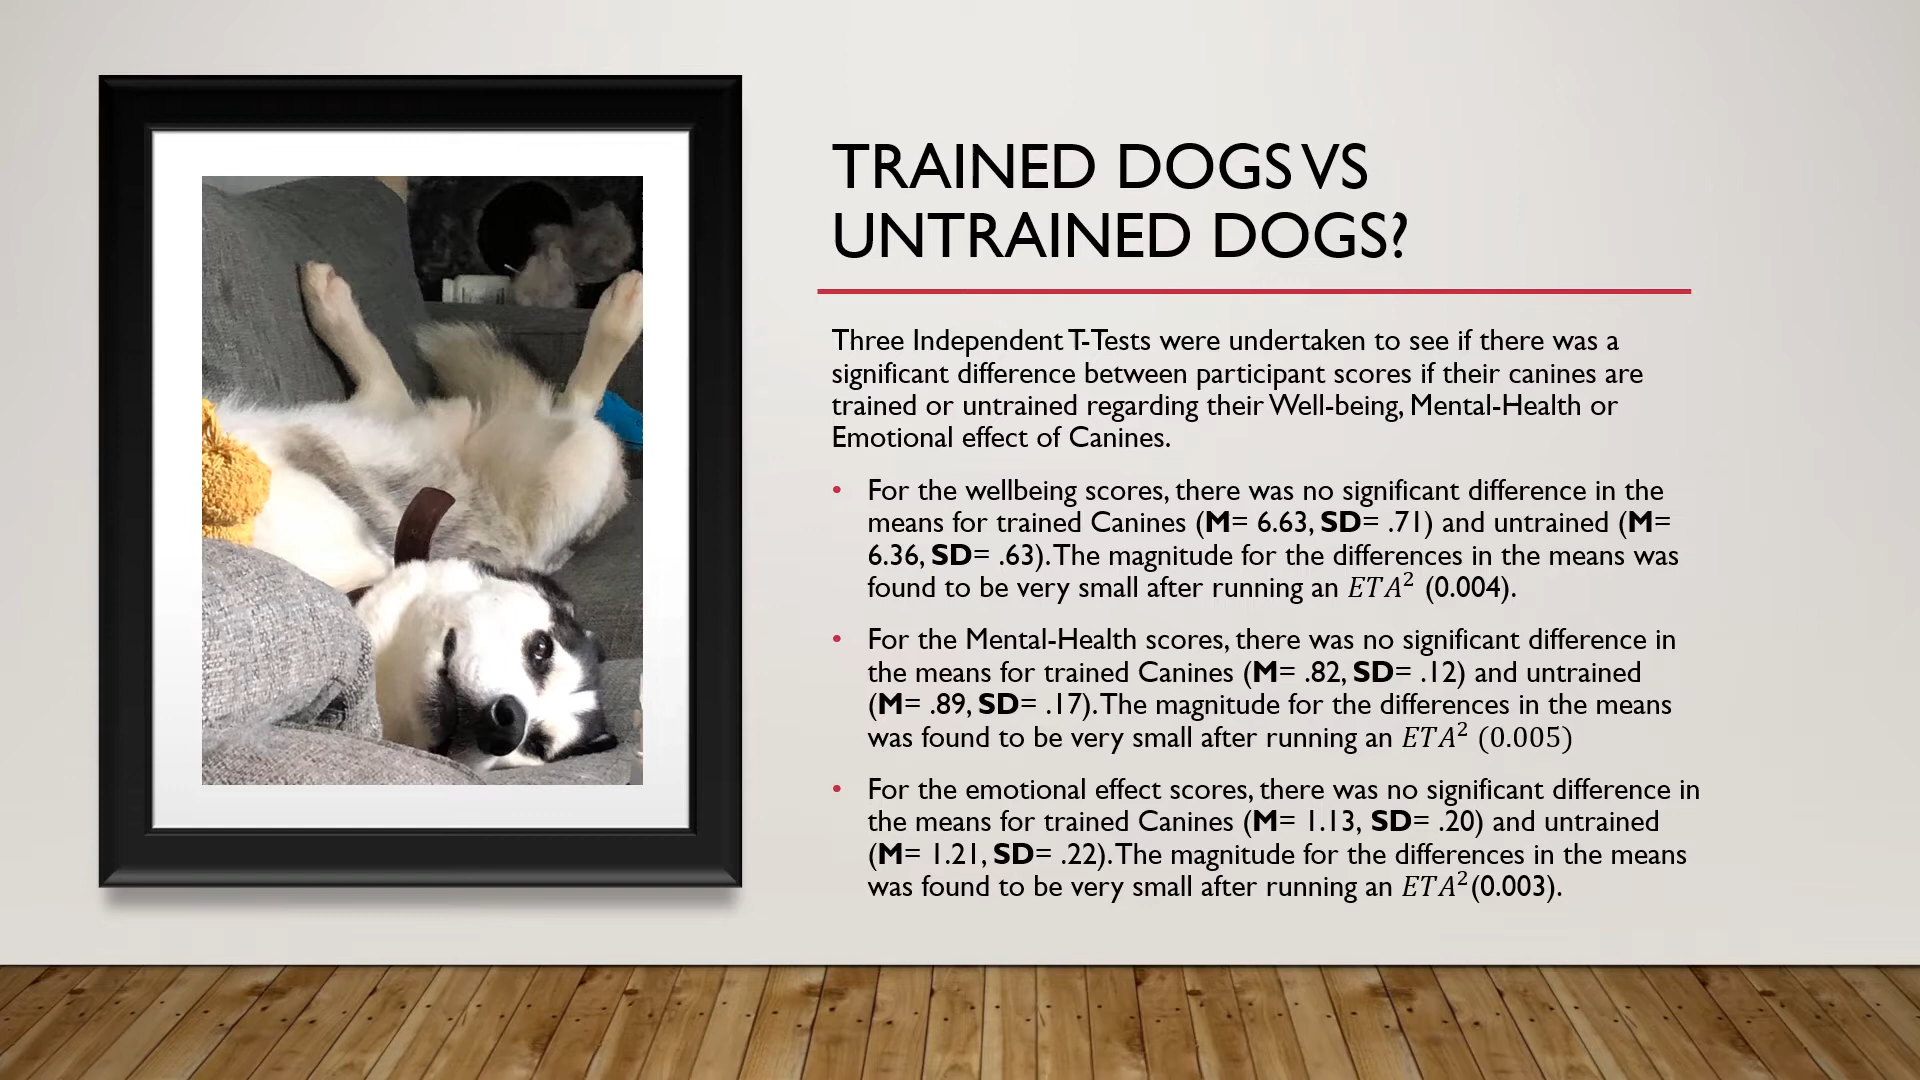 TRAINED DOGS VS
UNTRAINED DOGS?
Three Independent T-Tests were undertaken to see if there was a
significant difference between participant scores if their canines are
trained or untrained regarding their Well-being, Mental-Health or
Emotional effect of Canines.
• For the wellbeing scores, there was no significant difference in the
means for trained Canines (M= 6.63, SD= .71) and untrained (M=
6.36, SD= .63). The magnitude for the differences in the means was
found to be very small after running an ETA² (0.004).
• For the Mental-Health scores, there was no significant difference in
the means for trained Canines (M= .82, SD= .12) and untrained
(M= .89, SD= .17). The magnitude for the differences in the means
was found to be very small after running an ETA² (0.005)
• For the emotional effect scores, there was no significant difference in
the means for trained Canines (M= 1.13, SD= .20) and untrained
(M= 1.21, SD= .22). The magnitude for the differences in the means
was found to be very small after running an ETA²(0.003).